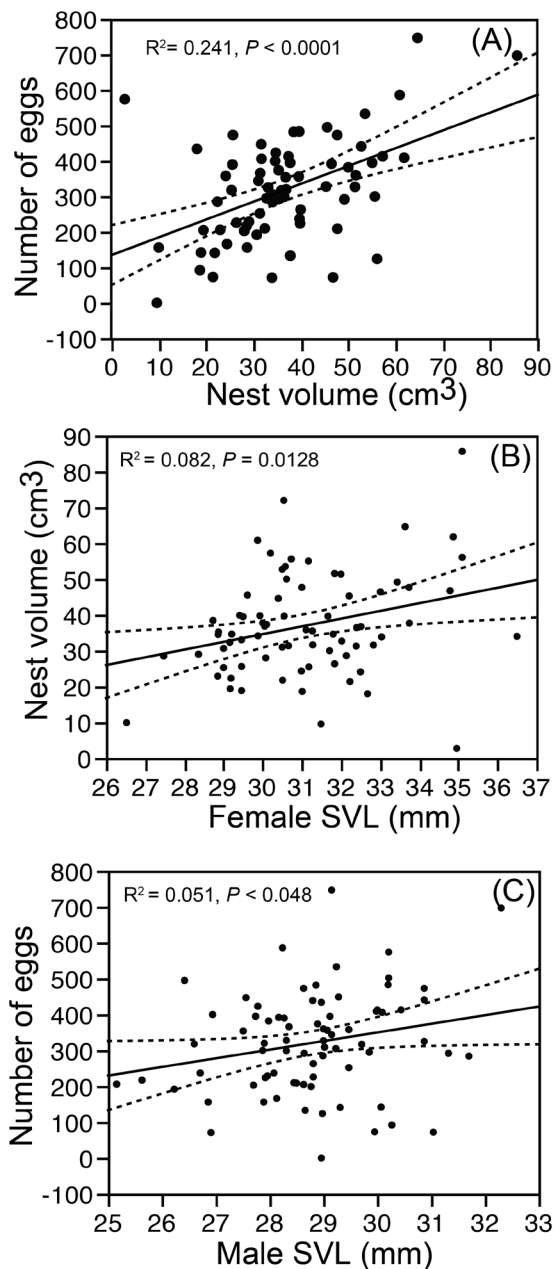 (A)
R²= 0.241, P < 0.0001
Number of eggs
800
700
600
500
400
300
200
100
0
-100
0 10 20 30 40 50 60 70 80 90
Nest volume (cm³)
(B)
R² = 0.082, P = 0.0128
Nest volume (cm³)
90
80
70
60
50
40
30
20
10
0
26 27 28 29 30 31 32 33 34 35 36 37
Female SVL (mm)
(C)
R² = 0.051, P < 0.048
Number of eggs
800
700
600
500
400
300
200
100
0
-100
25 26 27 28 29 30 31 32 33
Male SVL (mm)